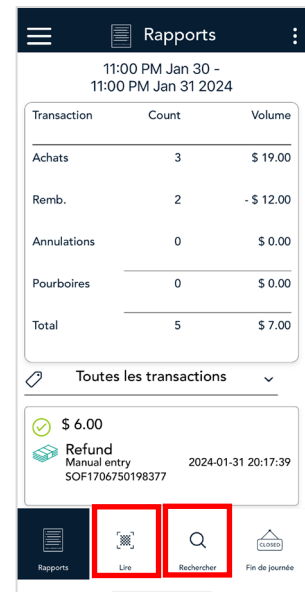 Rapports
11:00 PM Jan 30 -
11:00 PM Jan 31 2024
Transaction Count Volume
Achats 3 $ 19.00
Remb. 2 - $ 12.00
Annulations 0 $ 0.00
Pourboires 0 $ 0.00
Total 5 $ 7.00
Toutes les transactions
$ 6.00
Refund
Manual entry 2024-01-31 20:17:39
SOF1706750198377
CLOSED
Rapports Lire Rechercher Fin de journée